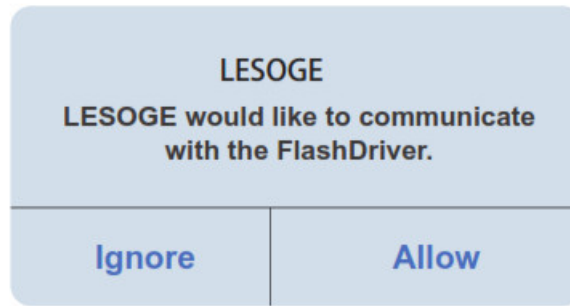 LESOGE
LESOGE would like to communicate
with the FlashDriver.
Ignore
Allow